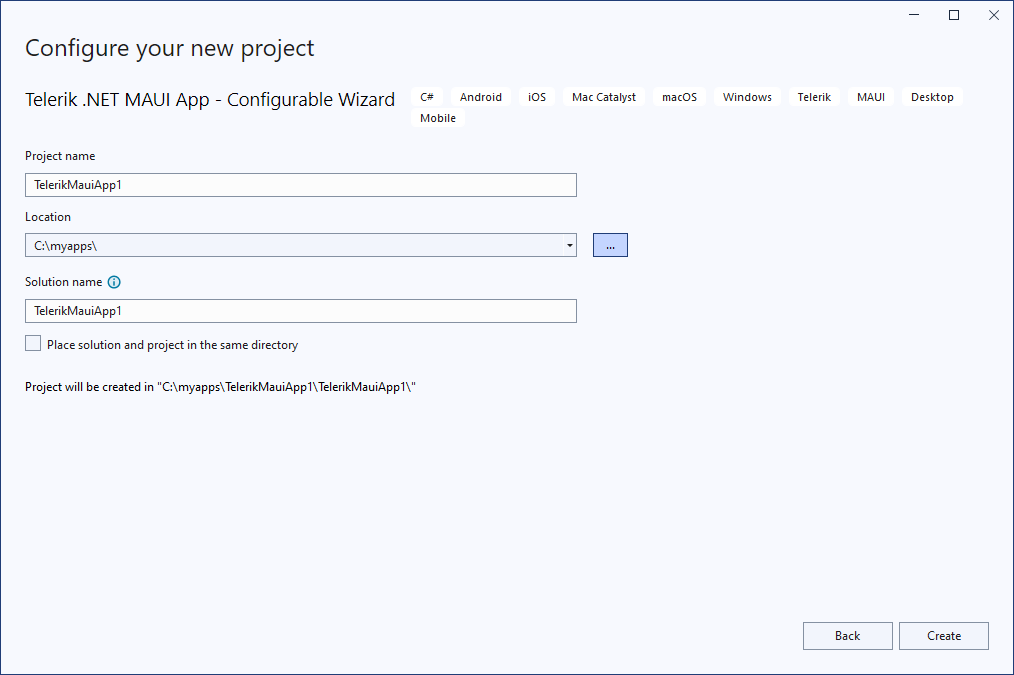 Configure your new project
Telerik .NET MAUI App - Configurable Wizard C# Android iOS Mac Catalyst macOS Windows Telerik MAUI Desktop
Mobile
Project name
TelerikMauiApp1
Location
C:\myapps\
...
Solution name
TelerikMauiApp1
Place solution and project in the same directory
Project will be created in "C:\myapps\TelerikMauiApp1\TelerikMauiApp1\"
Back Create